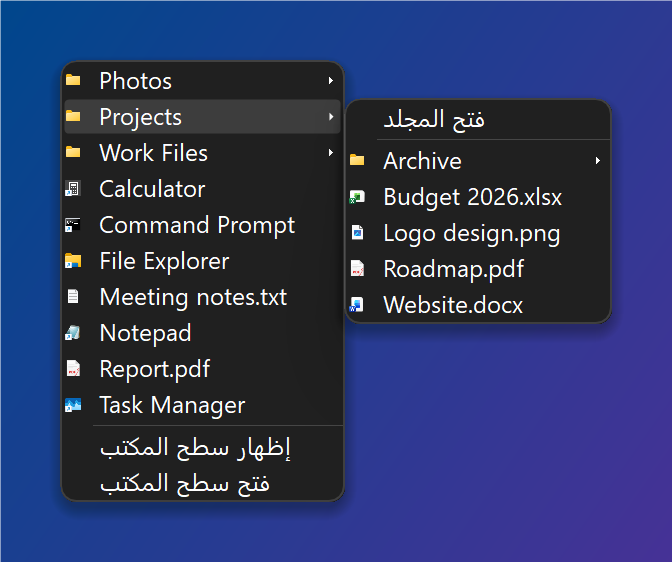 Photos
Projects
Work Files
Calculator
Command Prompt
File Explorer
Meeting notes.txt
Notepad
Report.pdf
Task Manager
إظهار سطح المكتب
فتح سطح المكتب
فتح المجلد
Archive
Budget 2026.xlsx
Logo design.png
Roadmap.pdf
Website.docx